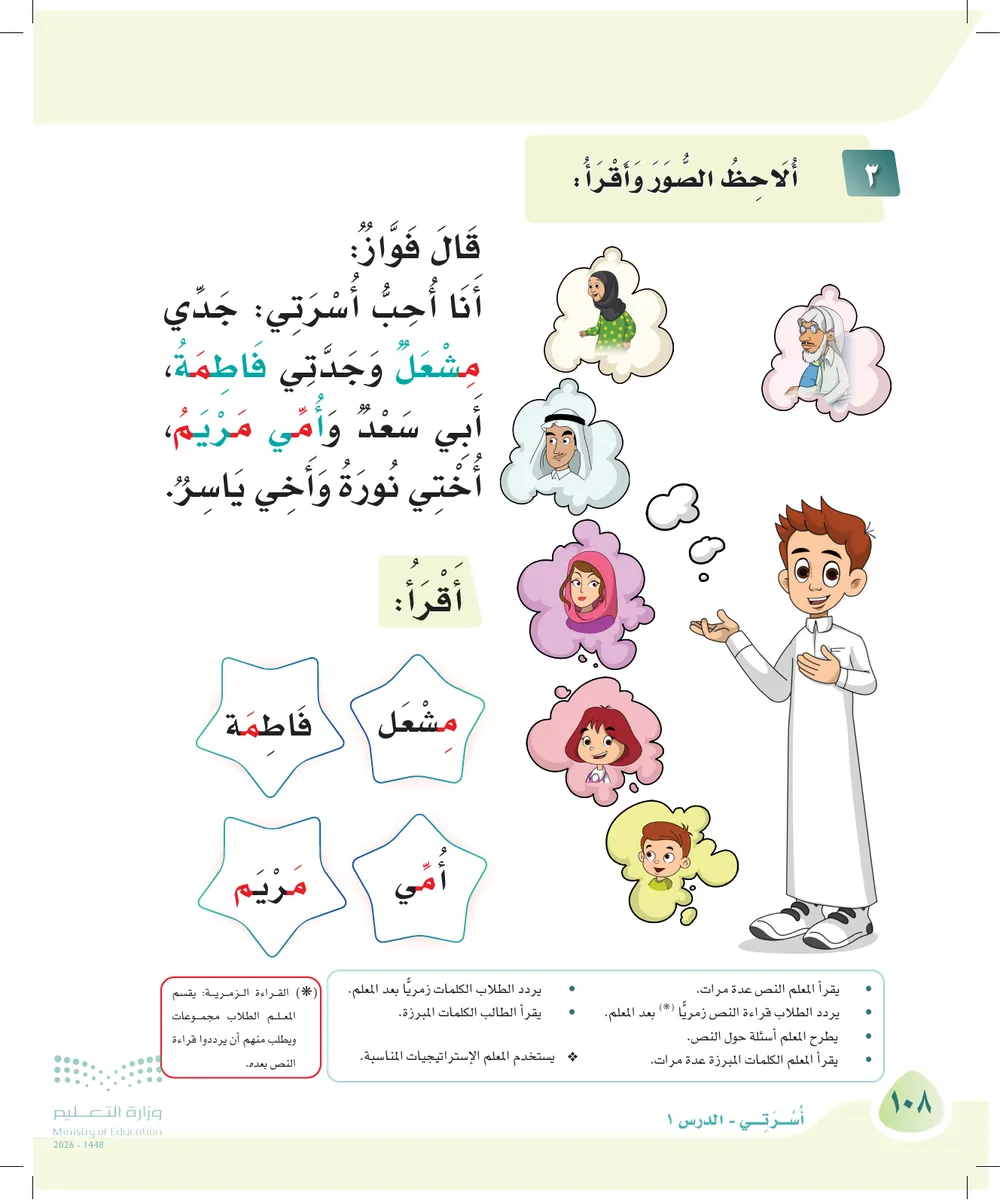 ٣
أُلَاحِظُ الصُّوَرَ وَأَقْرَأُ :
قَالَ فَوَّازٌ:
أَنَا أُحِبُّ أُسْرَتِي: جَدِّي
مِشْعَلٌ وَجَدَّتِي فَاطِمَةُ،
أَبِي سَعْدٌ وَأُمِّي مَرْيَمُ،
أُخْتِي نُورَةُ وَأَخِي يَاسِرٌ.
أَقْرَأُ:
مِشْعَل
فَاطِمَة
أُمِّي
مَرْيَم
• يقرأ المعلم النص عدة مرات.
• يردد الطلاب قراءة النص زمريًّا (*) بعد المعلم.
• يطرح المعلم أسئلة حول النص.
• يقرأ المعلم الكلمات المبرزة عدة مرات.
• يردد الطلاب الكلمات زمريًّا بعد المعلم.
• يقرأ الطالب الكلمات المبرزة.
❖ يستخدم المعلم الإستراتيجيات المناسبة.
(*) القراءة الزمرية: يقسم
المعلم الطلاب مجموعات
ويطلب منهم أن يرددوا قراءة
النص بعده.
١٠٨
أُسْرَتِي - الدرس ١
وزارة التعليم
Ministry of Education
2026 - 1448